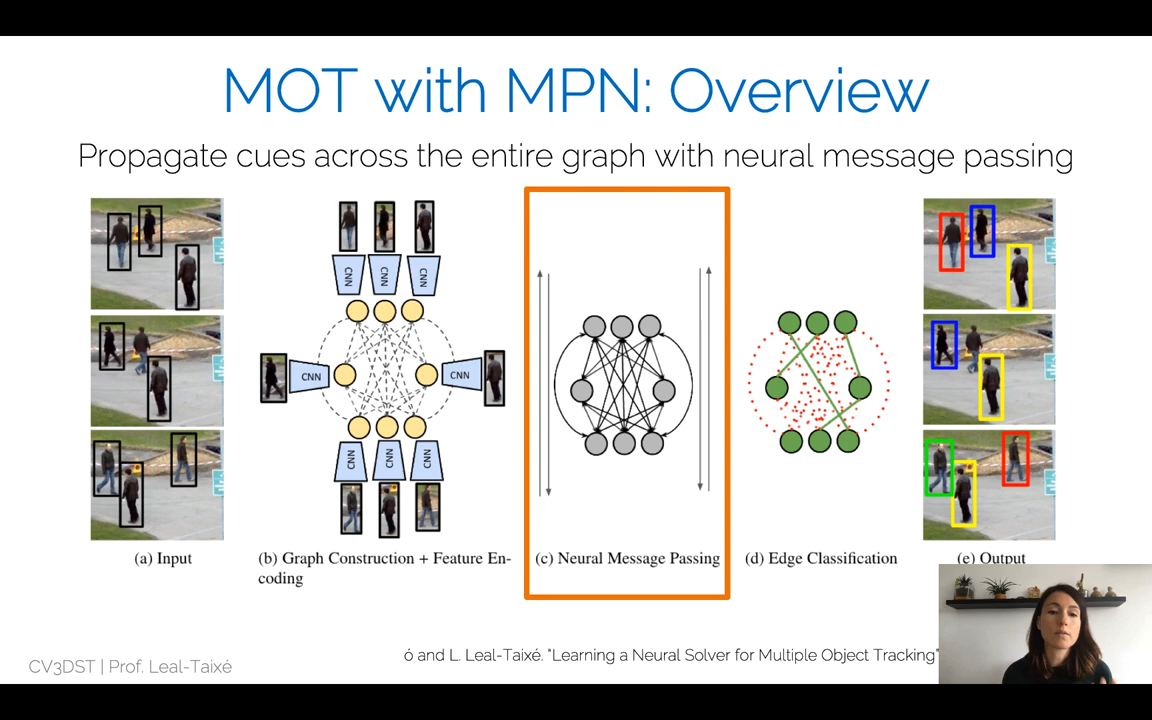 MOT with MPN: Overview
Propagate cues across the entire graph with neural message passing
CNN
CNN
CNN
CNN
CNN
CNN
CNN
CNN
(a) Input
(b) Graph Construction + Feature En-
coding
(c) Neural Message Passing
(d) Edge Classification
(e) Output
CV3DST | Prof. Leal-Taixé
ó and L. Leal-Taixé. "Learning a Neural Solver for Multiple Object Tracking"